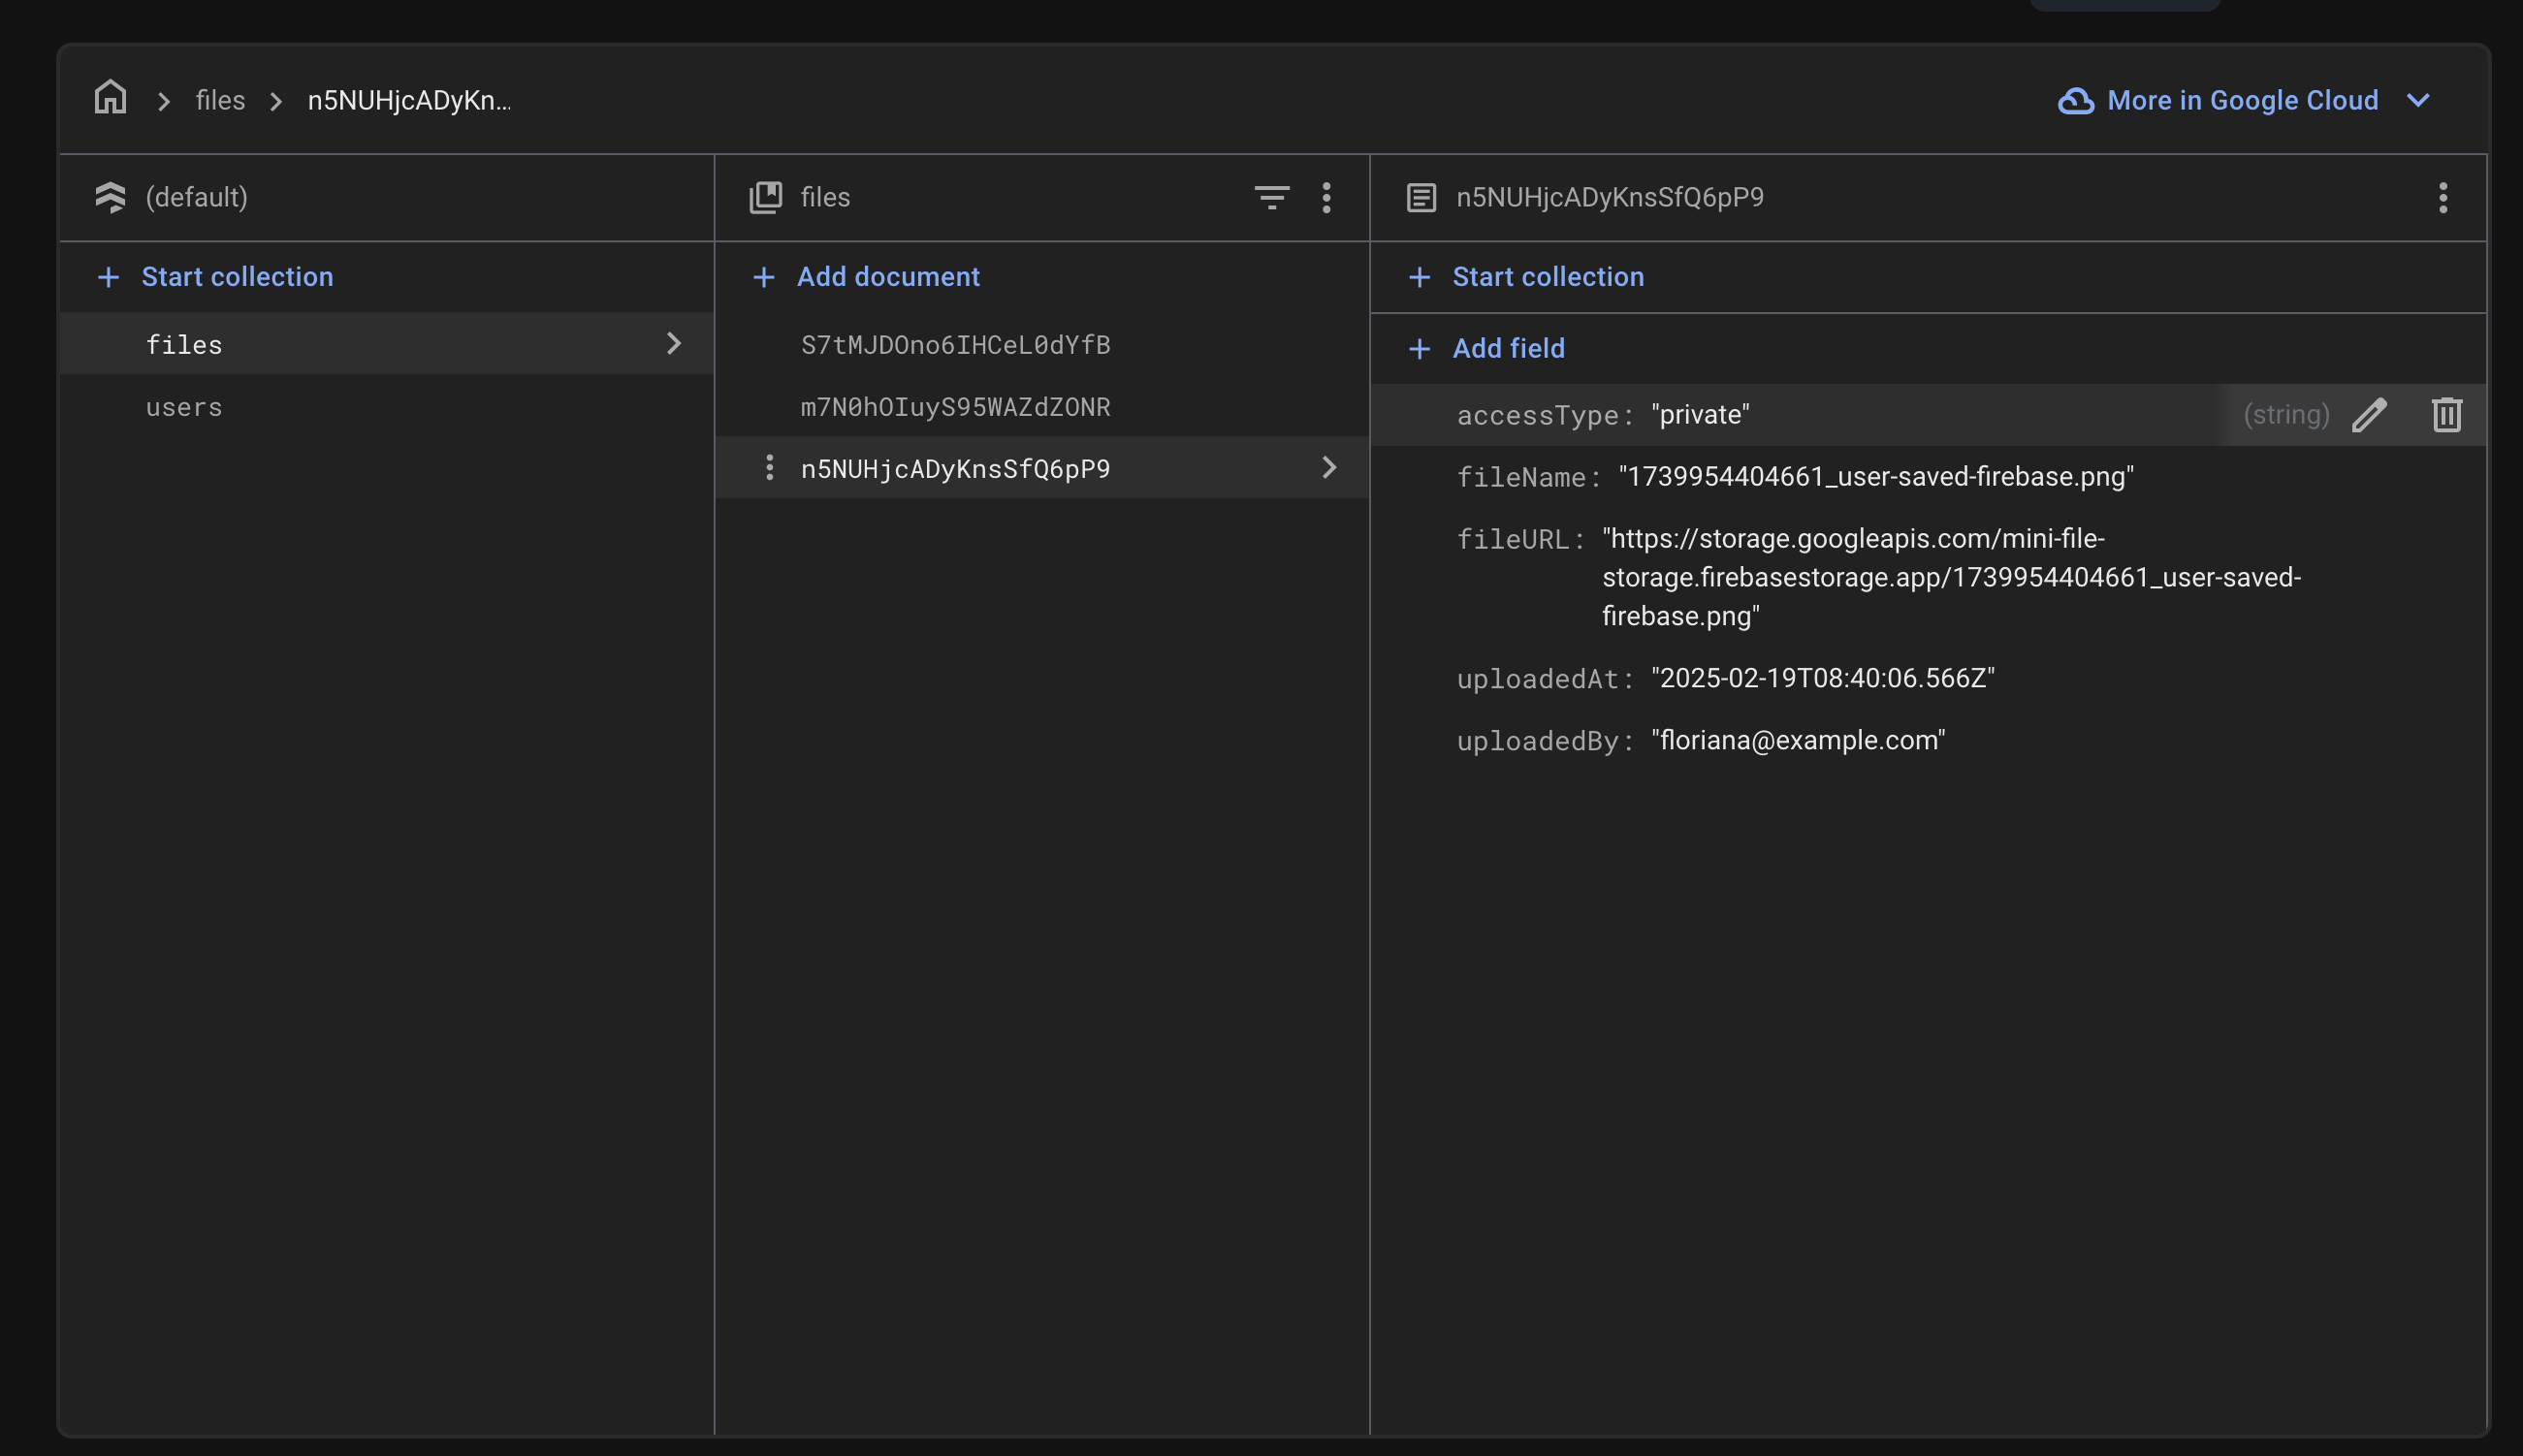 files
n5NUHjcADyKn...
More in Google Cloud
(default)
files
n5NUHjcADyKnsSfQ6pP9
Start collection
Add document
Start collection
files
users
S7tMJDOno6IHCeL0dYfB
m7N0hOIuyS95WAZdZONR
n5NUHjcADyKnsSfQ6pP9
Add field
accessType: "private" (string)
fileName: "1739954404661_user-saved-firebase.png"
fileURL: "https://storage.googleapis.com/mini-file-
storage.firebasestorage.app/1739954404661_user-saved-
firebase.png"
uploadedAt: "2025-02-19T08:40:06.566Z"
uploadedBy: "floriana@example.com"